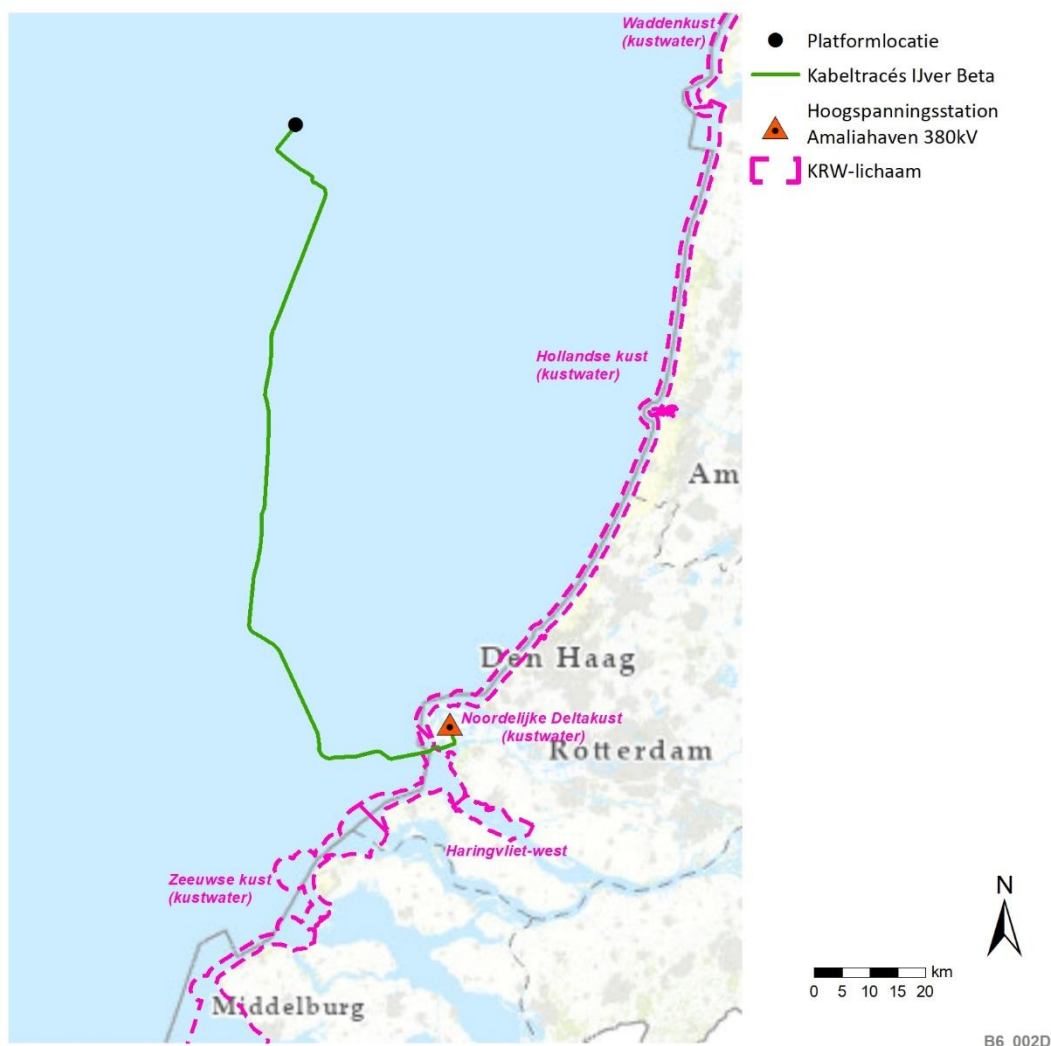 Waddenkust
(kustwater)
Platformlocatie
Kabeltracés IJver Beta
Hoogspanningsstation
Amaliahaven 380kV
KRW-lichaam
Hollandse kust
(kustwater)
Am
Den Haag
Noordelijke Deltakust
(kustwater)
Rotterdam
Haringvliet-west
Zeeuwse kust
(kustwater)
Middelburg
N
km
0 5 10 15 20
B6_002D